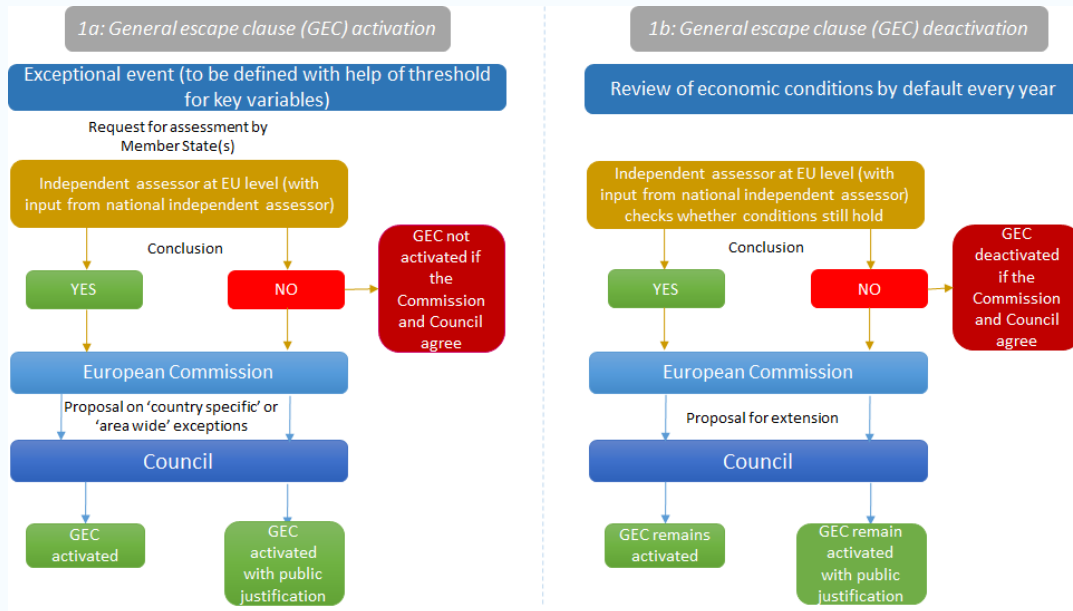 1a: General escape clause (GEC) activation
Exceptional event (to be defined with help of threshold
for key variables)
Request for assessment by
Member State(s)
Independent assessor at EU level (with
input from national independent assessor)
Conclusion
YES
NO
GEC not
activated if
the
Commission
and Council
agree
European Commission
Proposal on ‘country specific’ or
‘area wide’ exceptions
Council
GEC
activated
GEC
activated
with public
justification
1b: General escape clause (GEC) deactivation
Review of economic conditions by default every year
Independent assessor at EU level (with
input from national independent assessor)
checks whether conditions still hold
Conclusion
YES
NO
GEC
deactivated
if the
Commission
and Council
agree
European Commission
Proposal for extension
Council
GEC remains
activated
GEC remain
activated
with public
justification